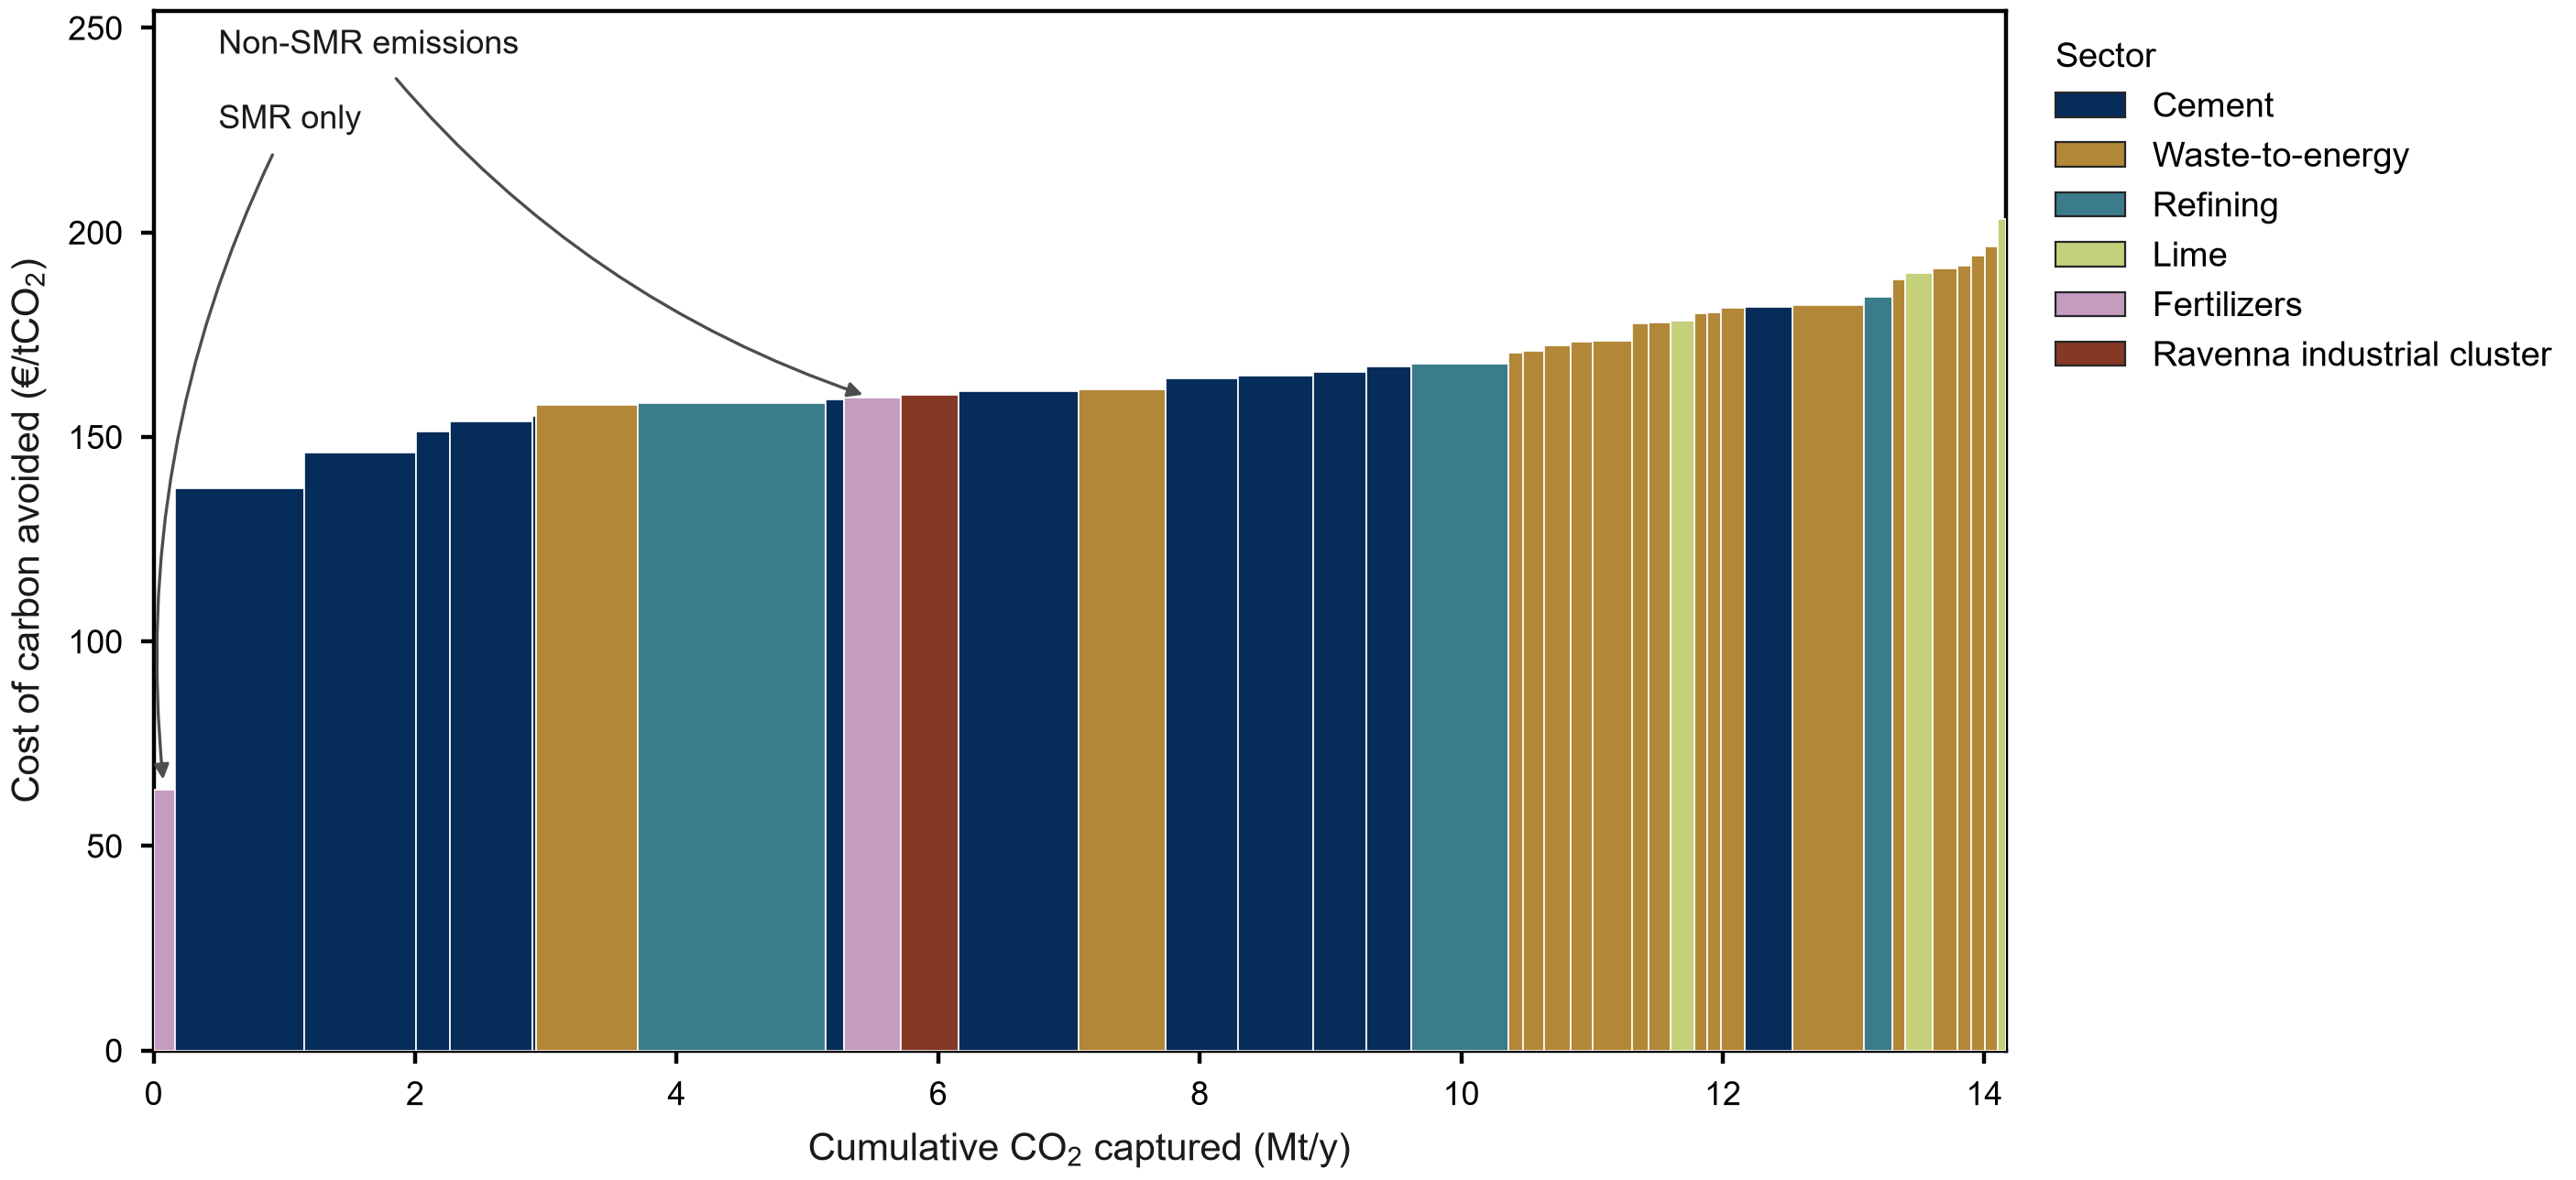 Non-SMR emissions
SMR only
Cost of carbon avoided (€/tCO₂)
250
200
150
100
50
0
0 2 4 6 8 10 12 14
Cumulative CO₂ captured (Mt/y)
Sector
Cement
Waste-to-energy
Refining
Lime
Fertilizers
Ravenna industrial cluster